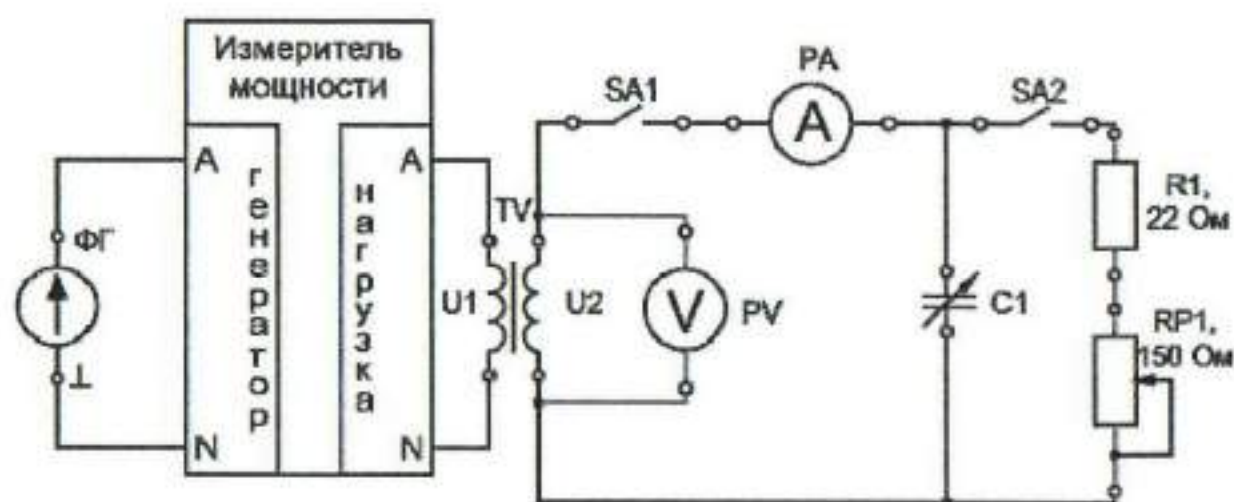 Измеритель
мощности
A
генератор
N
нагрузка
A
N
ФГ
⊥
U1
TV
U2
V
PV
SA1
PA
A
SA2
C1
R1,
22 Ом
RP1,
150 Ом